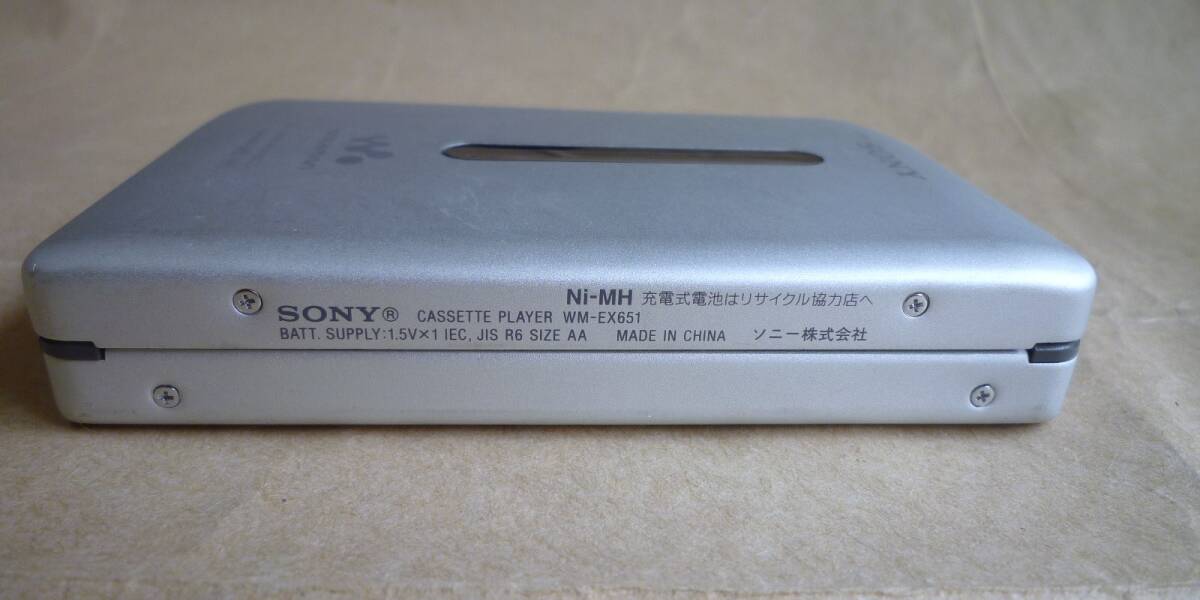 SONY
Ni-MH 充電式電池はリサイクル協力店へ
SONY® CASSETTE PLAYER WM-EX651
BATT. SUPPLY:1.5V×1 IEC, JIS R6 SIZE AA MADE IN CHINA ソニー株式会社